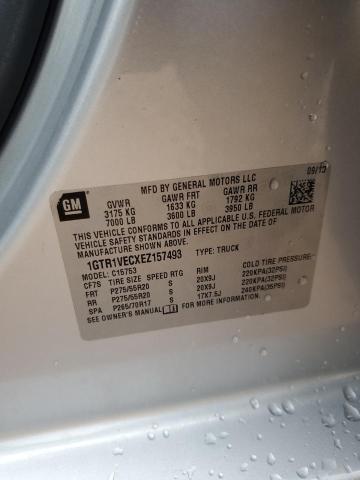 09/13
MFD BY GENERAL MOTORS LLC
GM
GVWR GAWR FRT GAWR RR
3175 KG 1633 KG 1792 KG
7000 LB 3600 LB 3950 LB
THIS VEHICLE CONFORMS TO ALL APPLICABLE U.S. FEDERAL MOTOR
VEHICLE SAFETY STANDARDS IN EFFECT ON THE DATE OF
MANUFACTURE SHOWN ABOVE.
1GTR1VECXEZ157493 TYPE: TRUCK
MODEL: C15753
CF7S TIRE SIZE SPEED RTG RIM COLD TIRE PRESSURE
FRT P275/55R20 S 20X9J 220KPA(32PSI)
RR P275/55R20 S 20X9J 220KPA(32PSI)
SPA P265/70R17 S 17X7.5J 240KPA(35PSI)
SEE OWNER'S MANUAL FOR MORE INFORMATION.